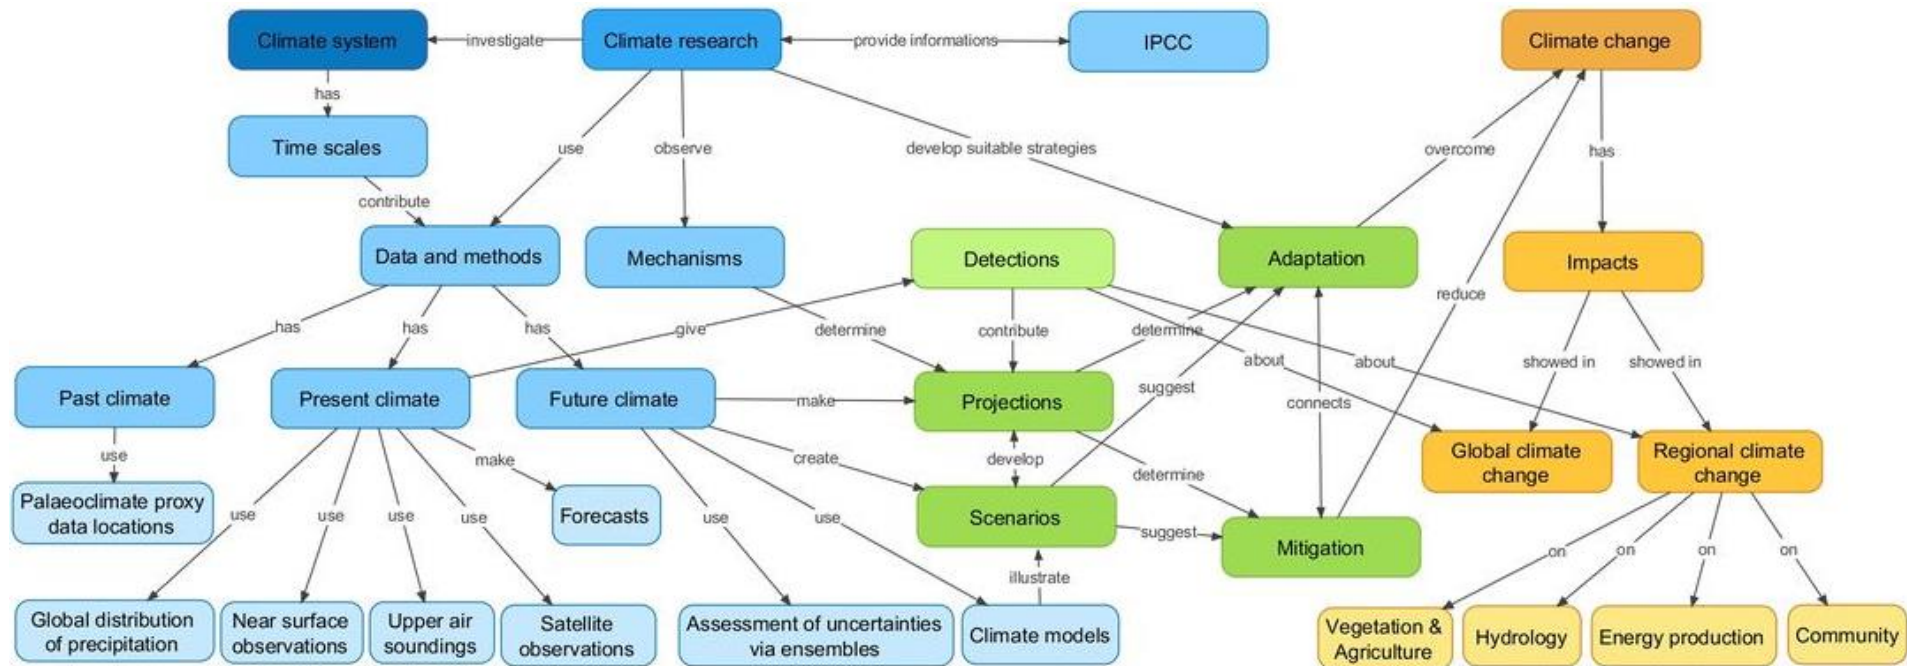 Climate system
investigate
Climate research
provide informations
IPCC
Climate change
has
Time scales
use
observe
develop suitable strategies
overcome
has
contribute
Data and methods
Mechanisms
Detections
Adaptation
Impacts
reduce
has
has
has
give
determine
contribute
determine
about
about
showed in
showed in
Past climate
Present climate
Future climate
make
Projections
suggest
connects
use
make
create
develop
determine
Global climate
change
Regional climate
change
Palaeoclimate proxy
data locations
use
use
use
use
Forecasts
use
use
Scenarios
suggest
Mitigation
illustrate
on
on
on
on
Global distribution
of precipitation
Near surface
observations
Upper air
soundings
Satellite
observations
Assessment of uncertainties
via ensembles
Climate models
Vegetation &
Agriculture
Hydrology
Energy production
Community